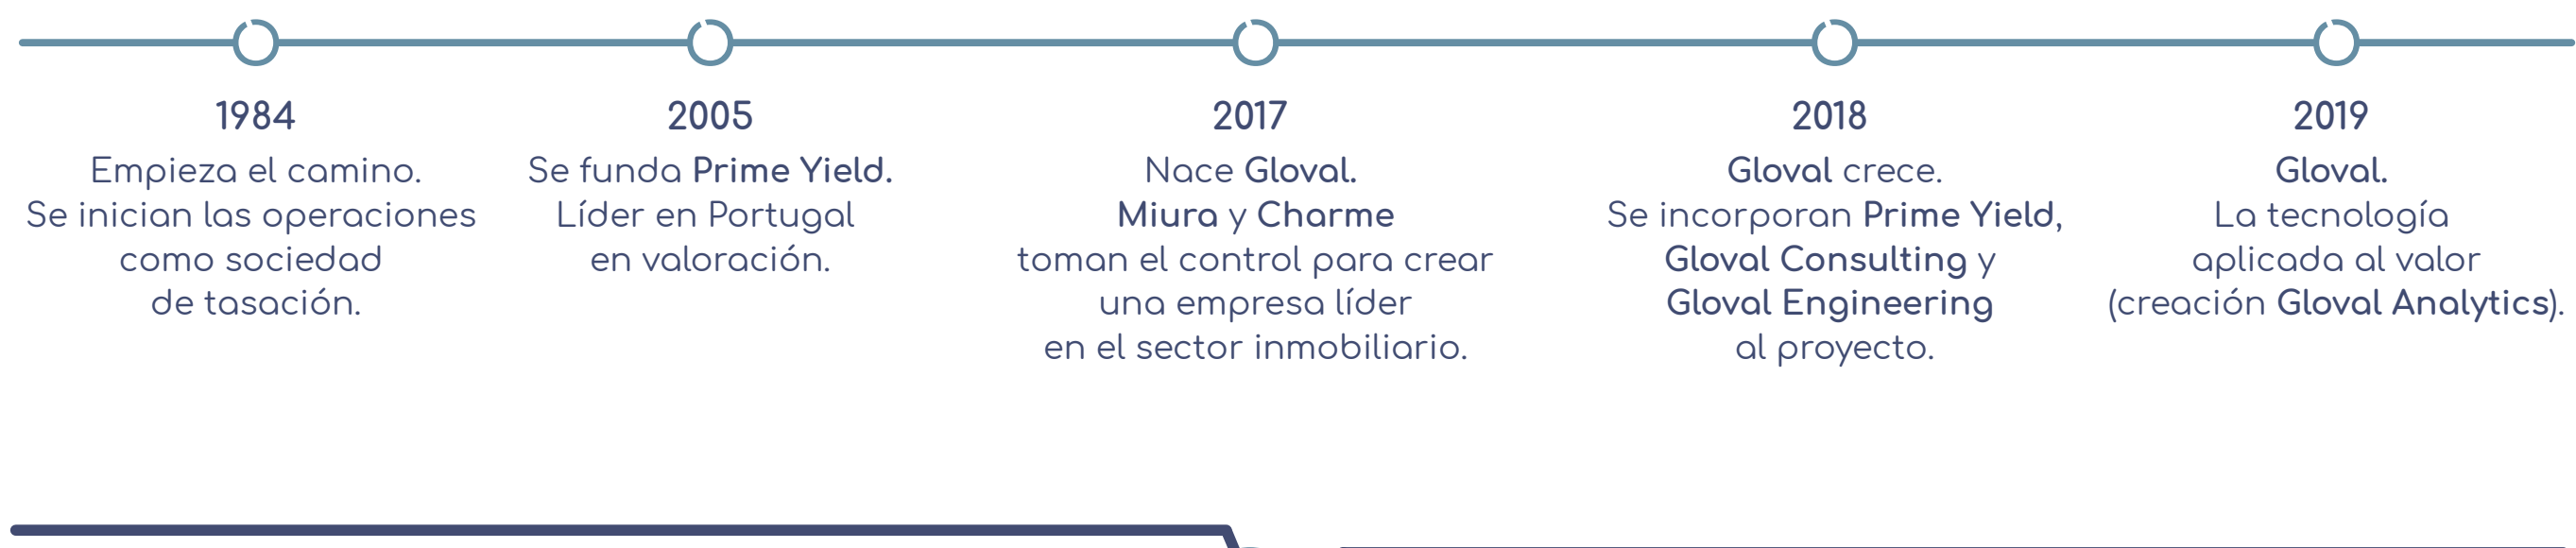 1984
Empieza el camino.
Se inician las operaciones
como sociedad
de tasación.
2005
Se funda Prime Yield.
Líder en Portugal
en valoración.
2017
Nace Gloval.
Miura y Charme
toman el control para crear
una empresa líder
en el sector inmobiliario.
2018
Gloval crece.
Se incorporan Prime Yield,
Gloval Consulting y
Gloval Engineering
al proyecto.
2019
Gloval.
La tecnología
aplicada al valor
(creación Gloval Analytics).